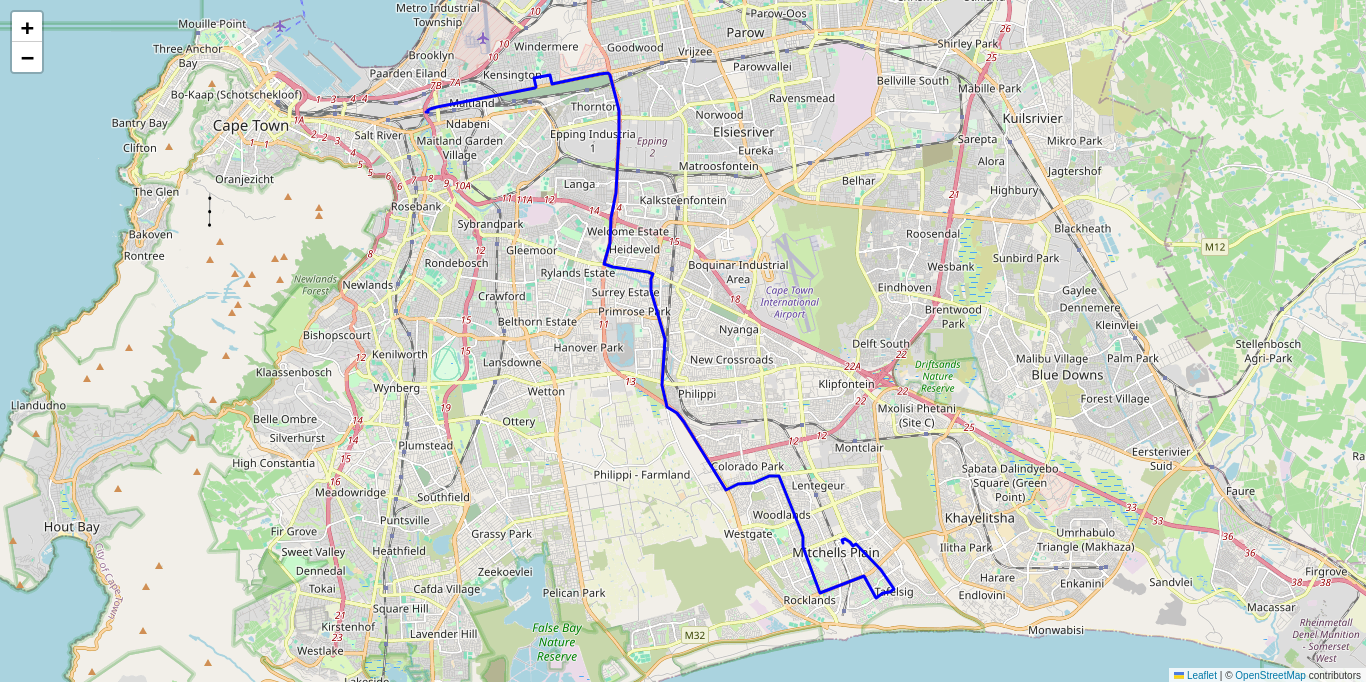 +
−
Metro Industrial
Township
Mouille Point
Three Anchor
Bay
Brooklyn
Windermere
Goodwood
Parow-Oos
Parow
Vrijzee
Shirley Park
Paarden Eiland
Kensington
Parowvallei
Bellville South
Mabille Park
Bo-Kaap (Schotschekloof)
Maitland
Thornton
Ravensmead
Norwood
Kuilsrivier
Bantry Bay
Cape Town
Salt River
Ndabeni
Epping Industria
1
Epping
2
Elsiesriver
Eureka
Sarepta
Mikro Park
Clifton
Maitland Garden
Village
Matroosfontein
Alora
Jagtershof
Oranjezicht
Langa
Belhar
Highbury
The Glen
Rosebank
Kalksteenfontein
Sybrandpark
Welcome Estate
Blackheath
Bakoven
Rontree
Gleemoor
Heideveld
Roosendal
M12
Rondebosch
Rylands Estate
Boquinar Industrial
Area
Wesbank
Sunbird Park
Newlands
Forest
Newlands
Crawford
Surrey Estate
Cape Town
International
Airport
Eindhoven
Gaylee
Dennemere
Primrose Park
Brentwood
Park
Kleinvlei
Bishopscourt
Belthorn Estate
Nyanga
Delft South
Stellenbosch
Agri-Park
Kenilworth
Hanover Park
Lansdowne
New Crossroads
Malibu Village
Palm Park
Klaassenbosch
Driftsands
Nature
Reserve
Blue Downs
Wynberg
Wetton
Philippi
Klipfontein
Forest Village
Llandudno
Belle Ombre
Ottery
Mxolisi Phetani
(Site C)
Silverhurst
Plumstead
Montclair
Eerstervier
Suid
High Constantia
Colorado Park
Sabata Dalindyebo
Square (Green
Point)
Philippi - Farmland
Lentegeur
Faure
Meadowridge
Southfield
Hout Bay
Puntsville
Woodlands
Khayelitsha
Fir Grove
Grassy Park
Westgate
Umrhabulo
Triangle (Makhaza)
Sweet Valley
Heathfield
Mitchells Plain
Ilitha Park
City of Cape Town
Dennedal
Zeekoevlei
Firgrove
Tokai
Cafda Village
Pelican Park
Tafelsig
Harare
Enkanini
Sandvlei
Square Hill
Rocklands
Endlovini
Macassar
Kirstenhof
Lavender Hill
False Bay
Nature
Reserve
M32
Monwabisi
Rheinmetall
Denel Munition
- Somerset
West
Westlake
Lakeside
Leaflet | © OpenStreetMap contributors